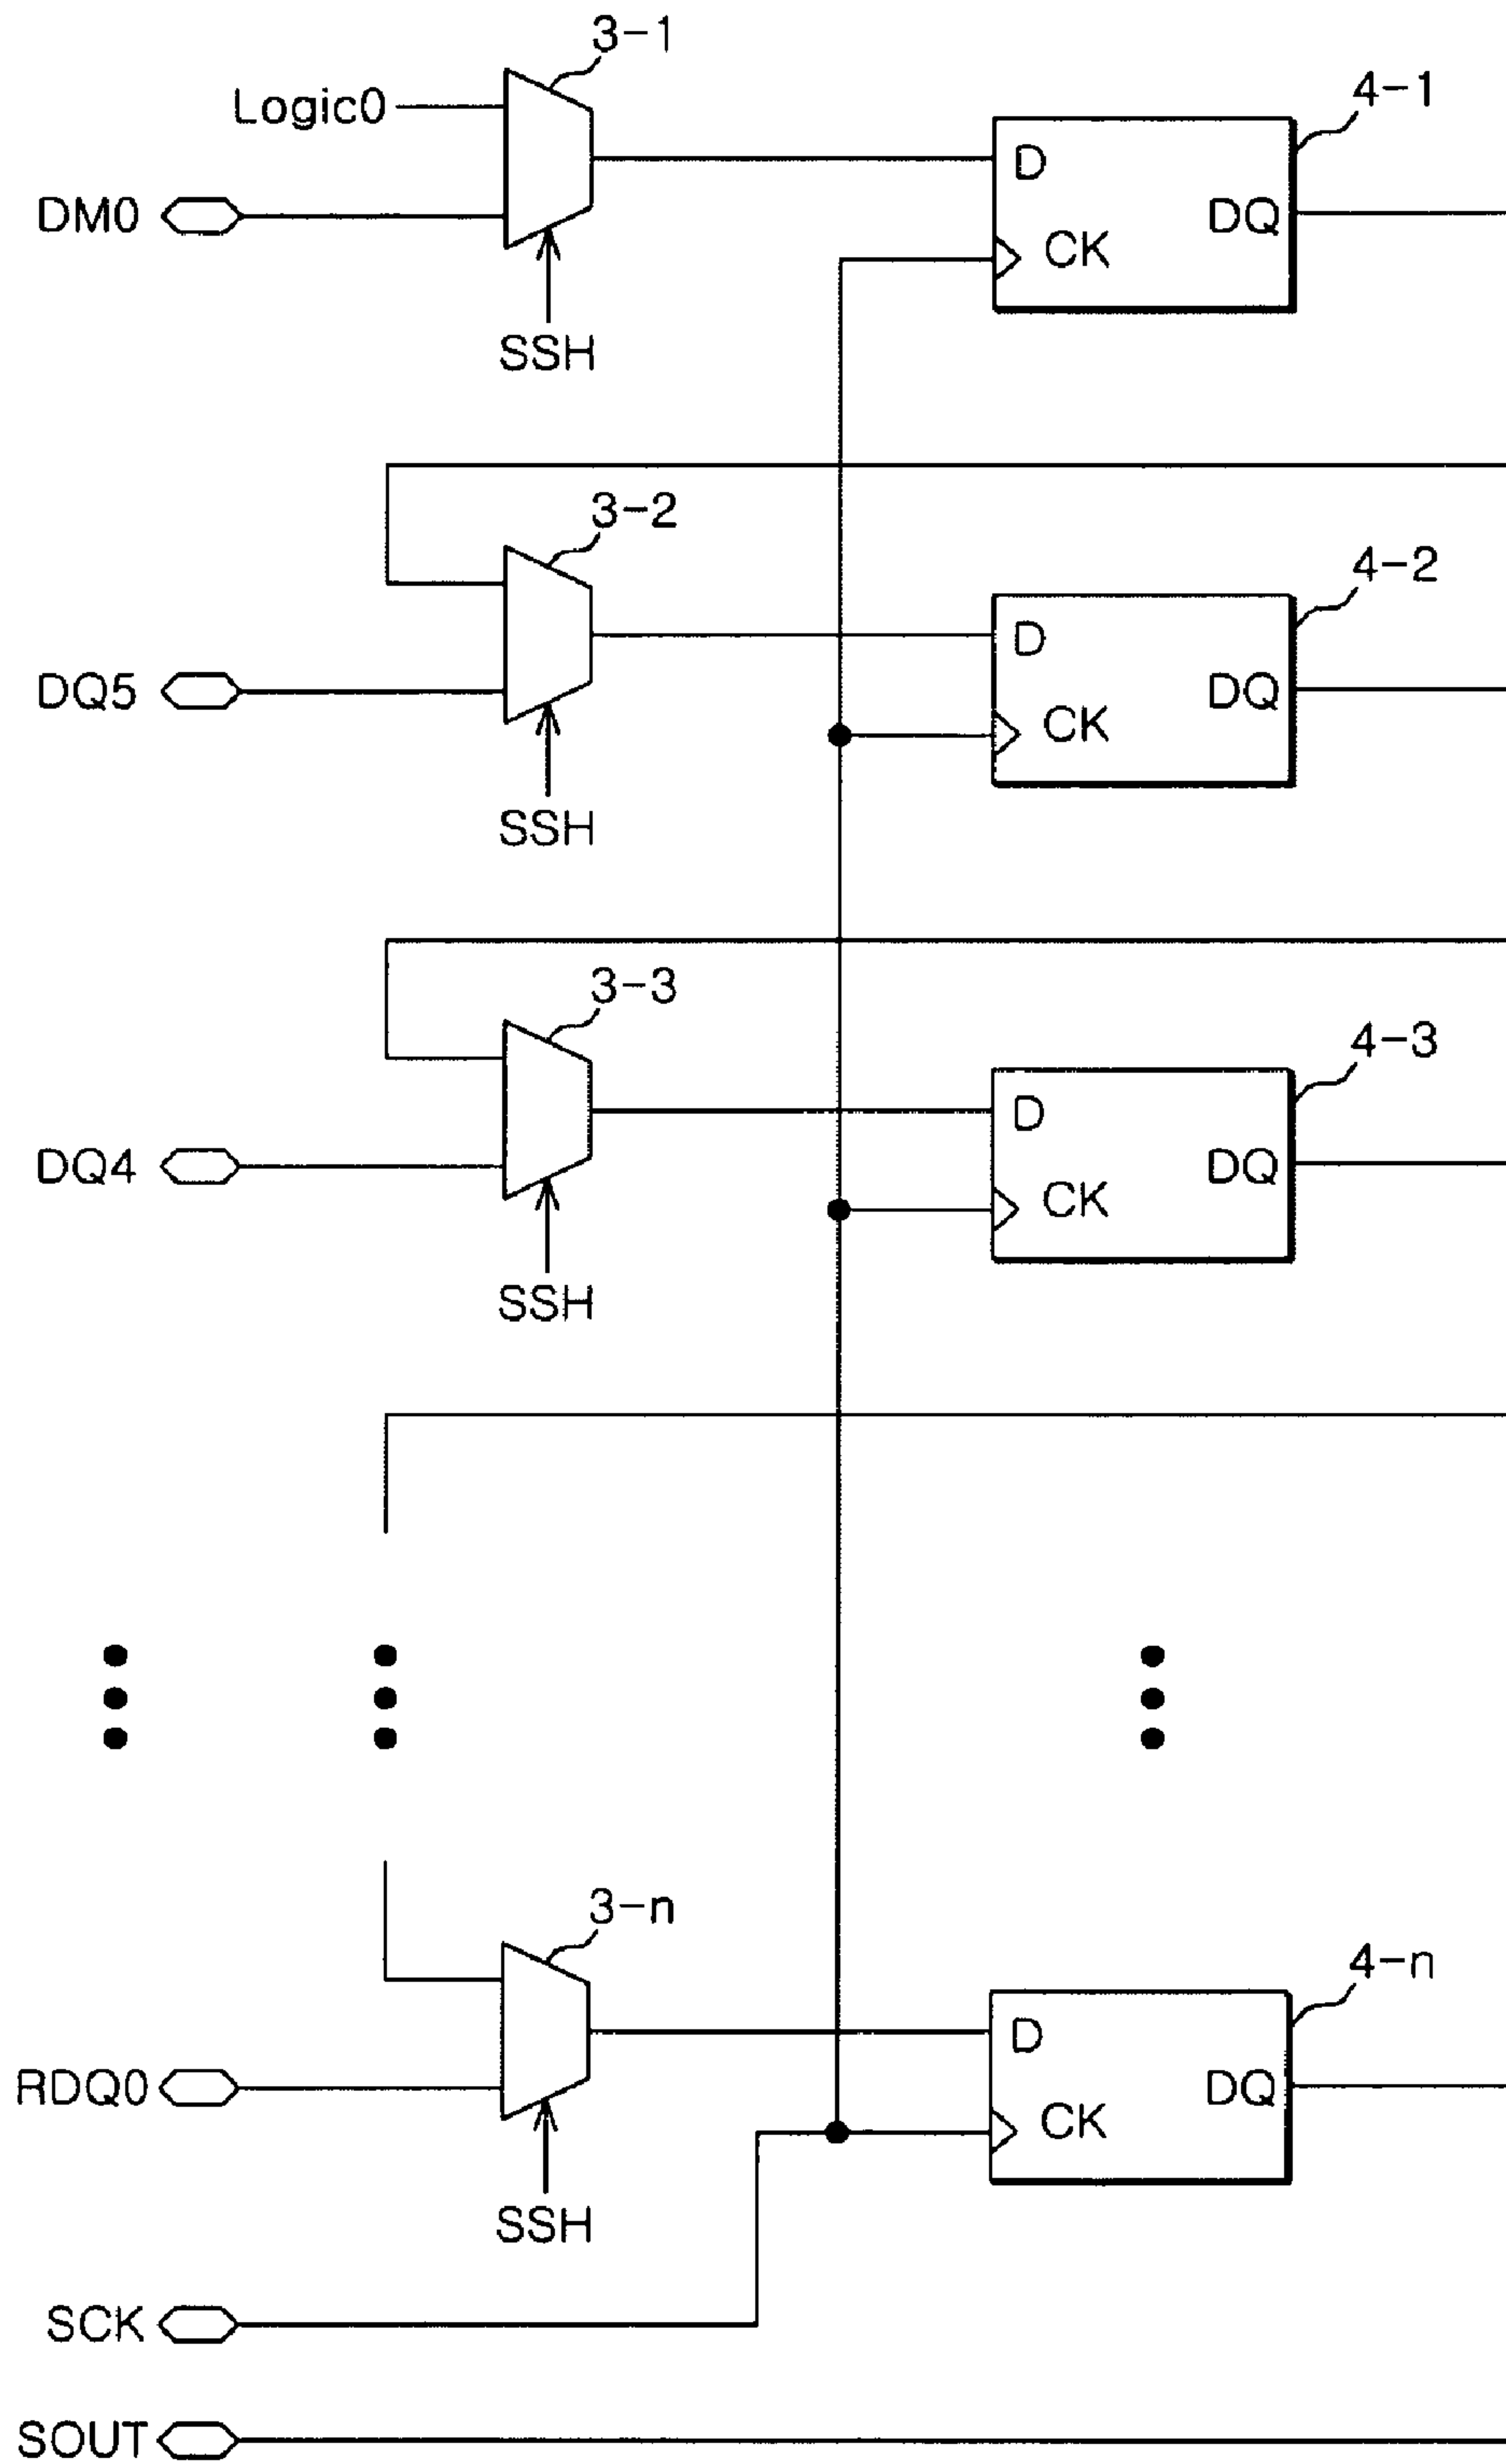 3-1
Logic0
4-1
D
DM0
DQ
CK
SSH
3-2
4-2
D
DQ5
DQ
CK
SSH
3-3
4-3
D
DQ4
DQ
CK
SSH
3-n
4-n
D
RDQ0
DQ
CK
SSH
SCK
SOUT